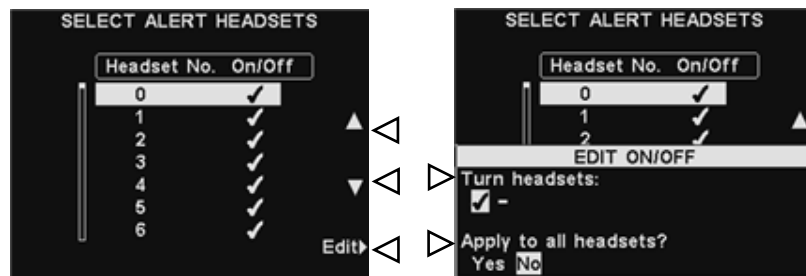 SELECT ALERT HEADSETS
Headset No. On/Off
0 ✓
1 ✓
2 ✓
3 ✓
4 ✓
5 ✓
6 ✓
Edit
SELECT ALERT HEADSETS
Headset No. On/Off
0 ✓
1 ✓
2 ✓
EDIT ON/OFF
Turn headsets:
✓ –
Apply to all headsets?
Yes No